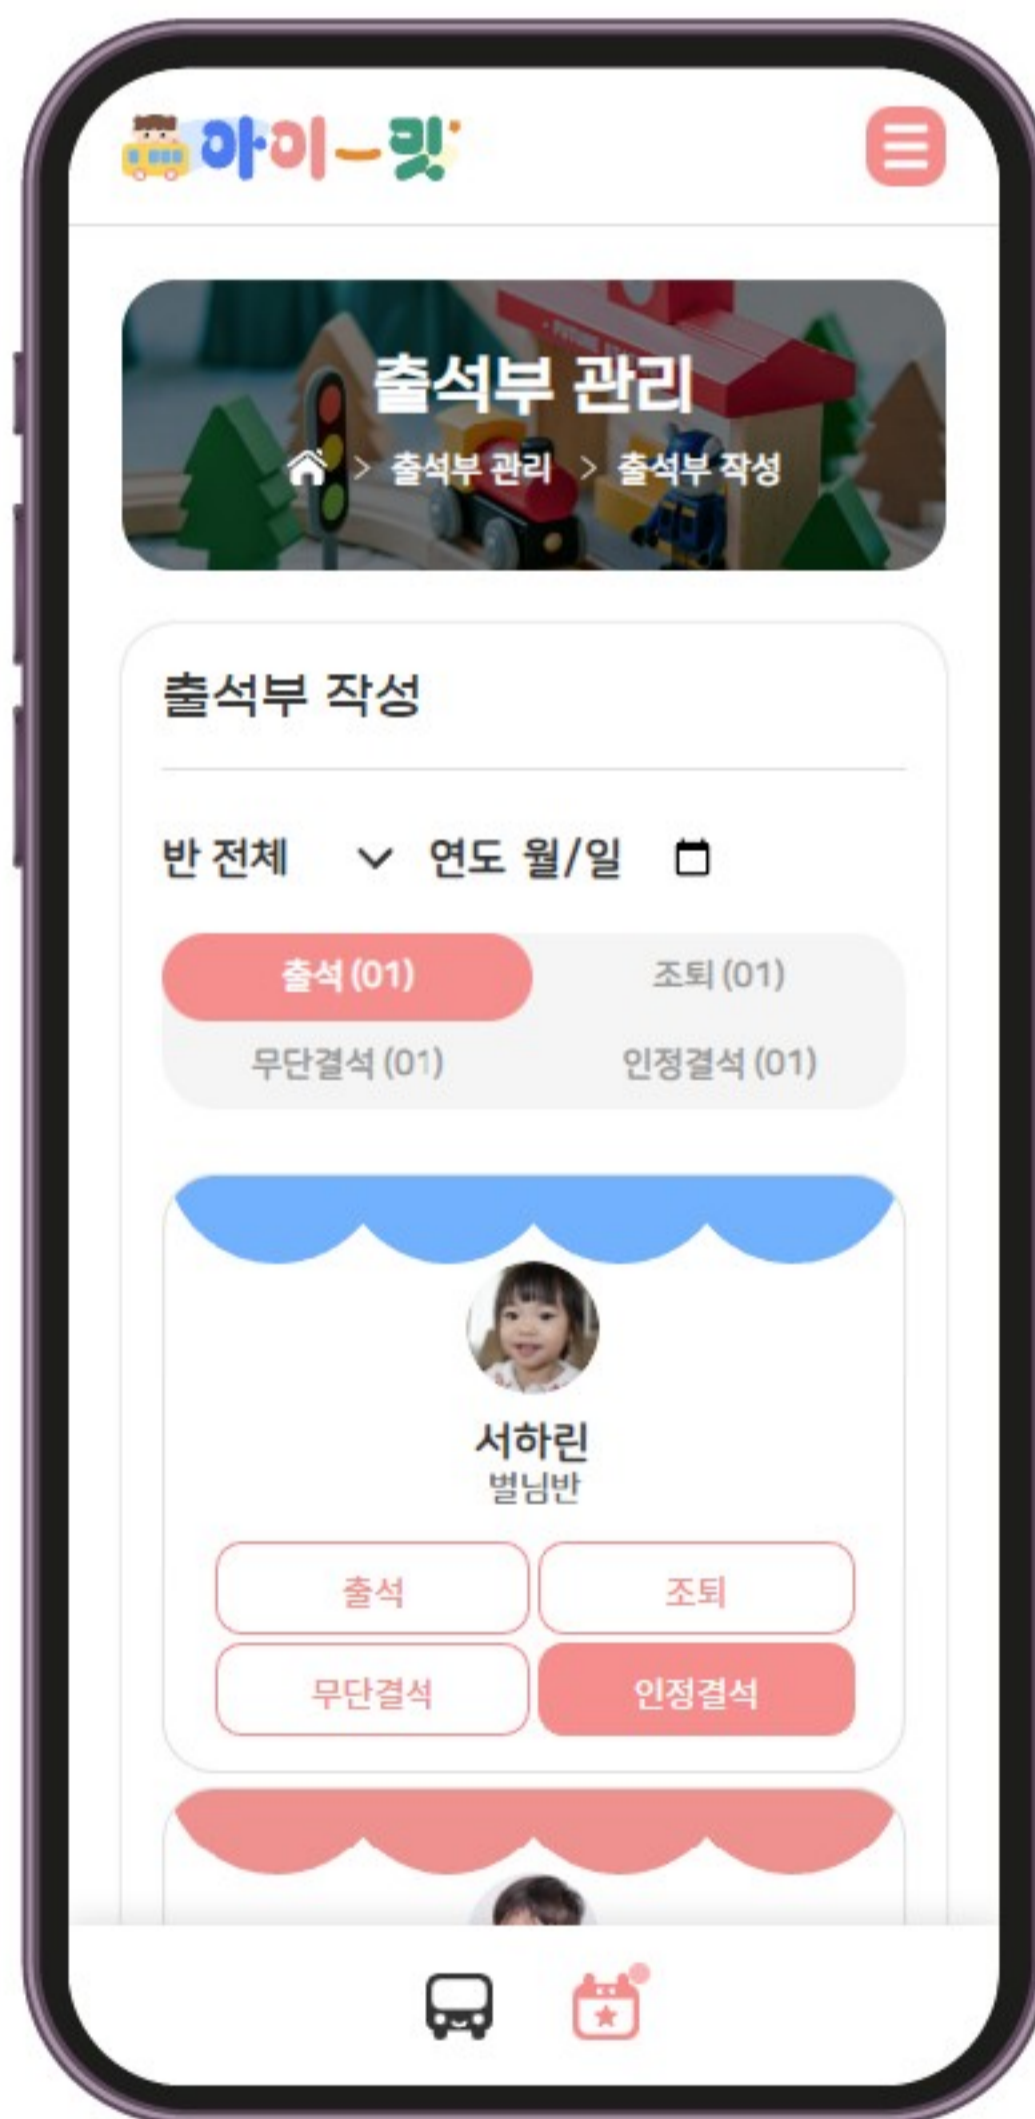 아이-띳
출석부 관리
> 출석부 관리 > 출석부 작성
출석부 작성
반 전체 연도 월/일
출석 (01) 조퇴 (01)
무단결석 (01) 인정결석 (01)
서하린
별님반
출석 조퇴
무단결석 인정결석